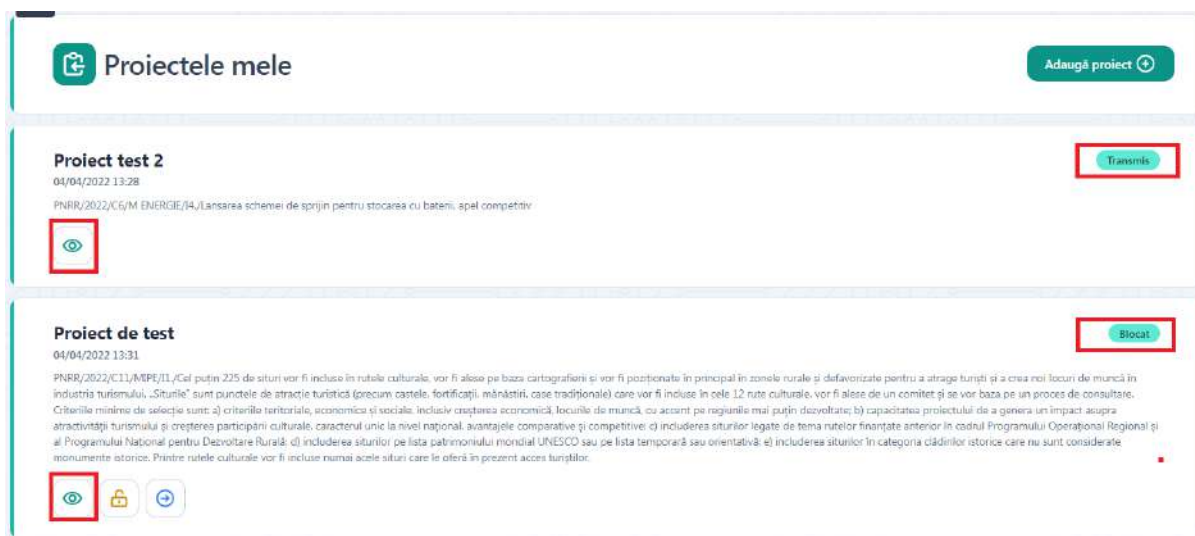 Proiectele mele
Adaugă proiect
Proiect test 2
Transmis
04/04/2022 13:28
PNRR/2022/C6/M ENERGIE/I4./Lansarea schemei de sprijin pentru stocarea cu baterii, apel competitiv
Proiect de test
Blocat
04/04/2022 13:31
PNRR/2022/C11/MIPE/I1./Cel puțin 225 de situri vor fi incluse în rutele culturale, vor fi alese pe baza cartografierii și vor fi poziționate în principal în zonele rurale și defavorizate pentru a atrage turiști și a crea noi locuri de muncă în
industria turismului. „Siturile" sunt punctele de atracție turistică (precum castele, fortificații, mănăstiri, case tradiționale) care vor fi incluse în cele 12 rute culturale, vor fi alese de un comitet și se vor baza pe un proces de consultare.
Criteriile minime de selecție sunt: a) criteriile teritoriale, economice și sociale, inclusiv creșterea economică, locurile de muncă, cu accent pe regiunile mai puțin dezvoltate; b) capacitatea proiectului de a genera un impact asupra
atractivității turismului și creșterea participării culturale, caracterul unic la nivel național, avantajele comparative și competitive; c) includerea siturilor legate de tema rutelor finanțate anterior în cadrul Programului Operațional Regional și
al Programului Național pentru Dezvoltare Rurală; d) includerea siturilor pe lista patrimoniului mondial UNESCO sau pe lista temporară sau orientativă; e) includerea siturilor în categoria clădirilor istorice care nu sunt considerate
monumente istorice. Printre rutele culturale vor fi incluse numai acele situri care le oferă în prezent acces turiștilor.